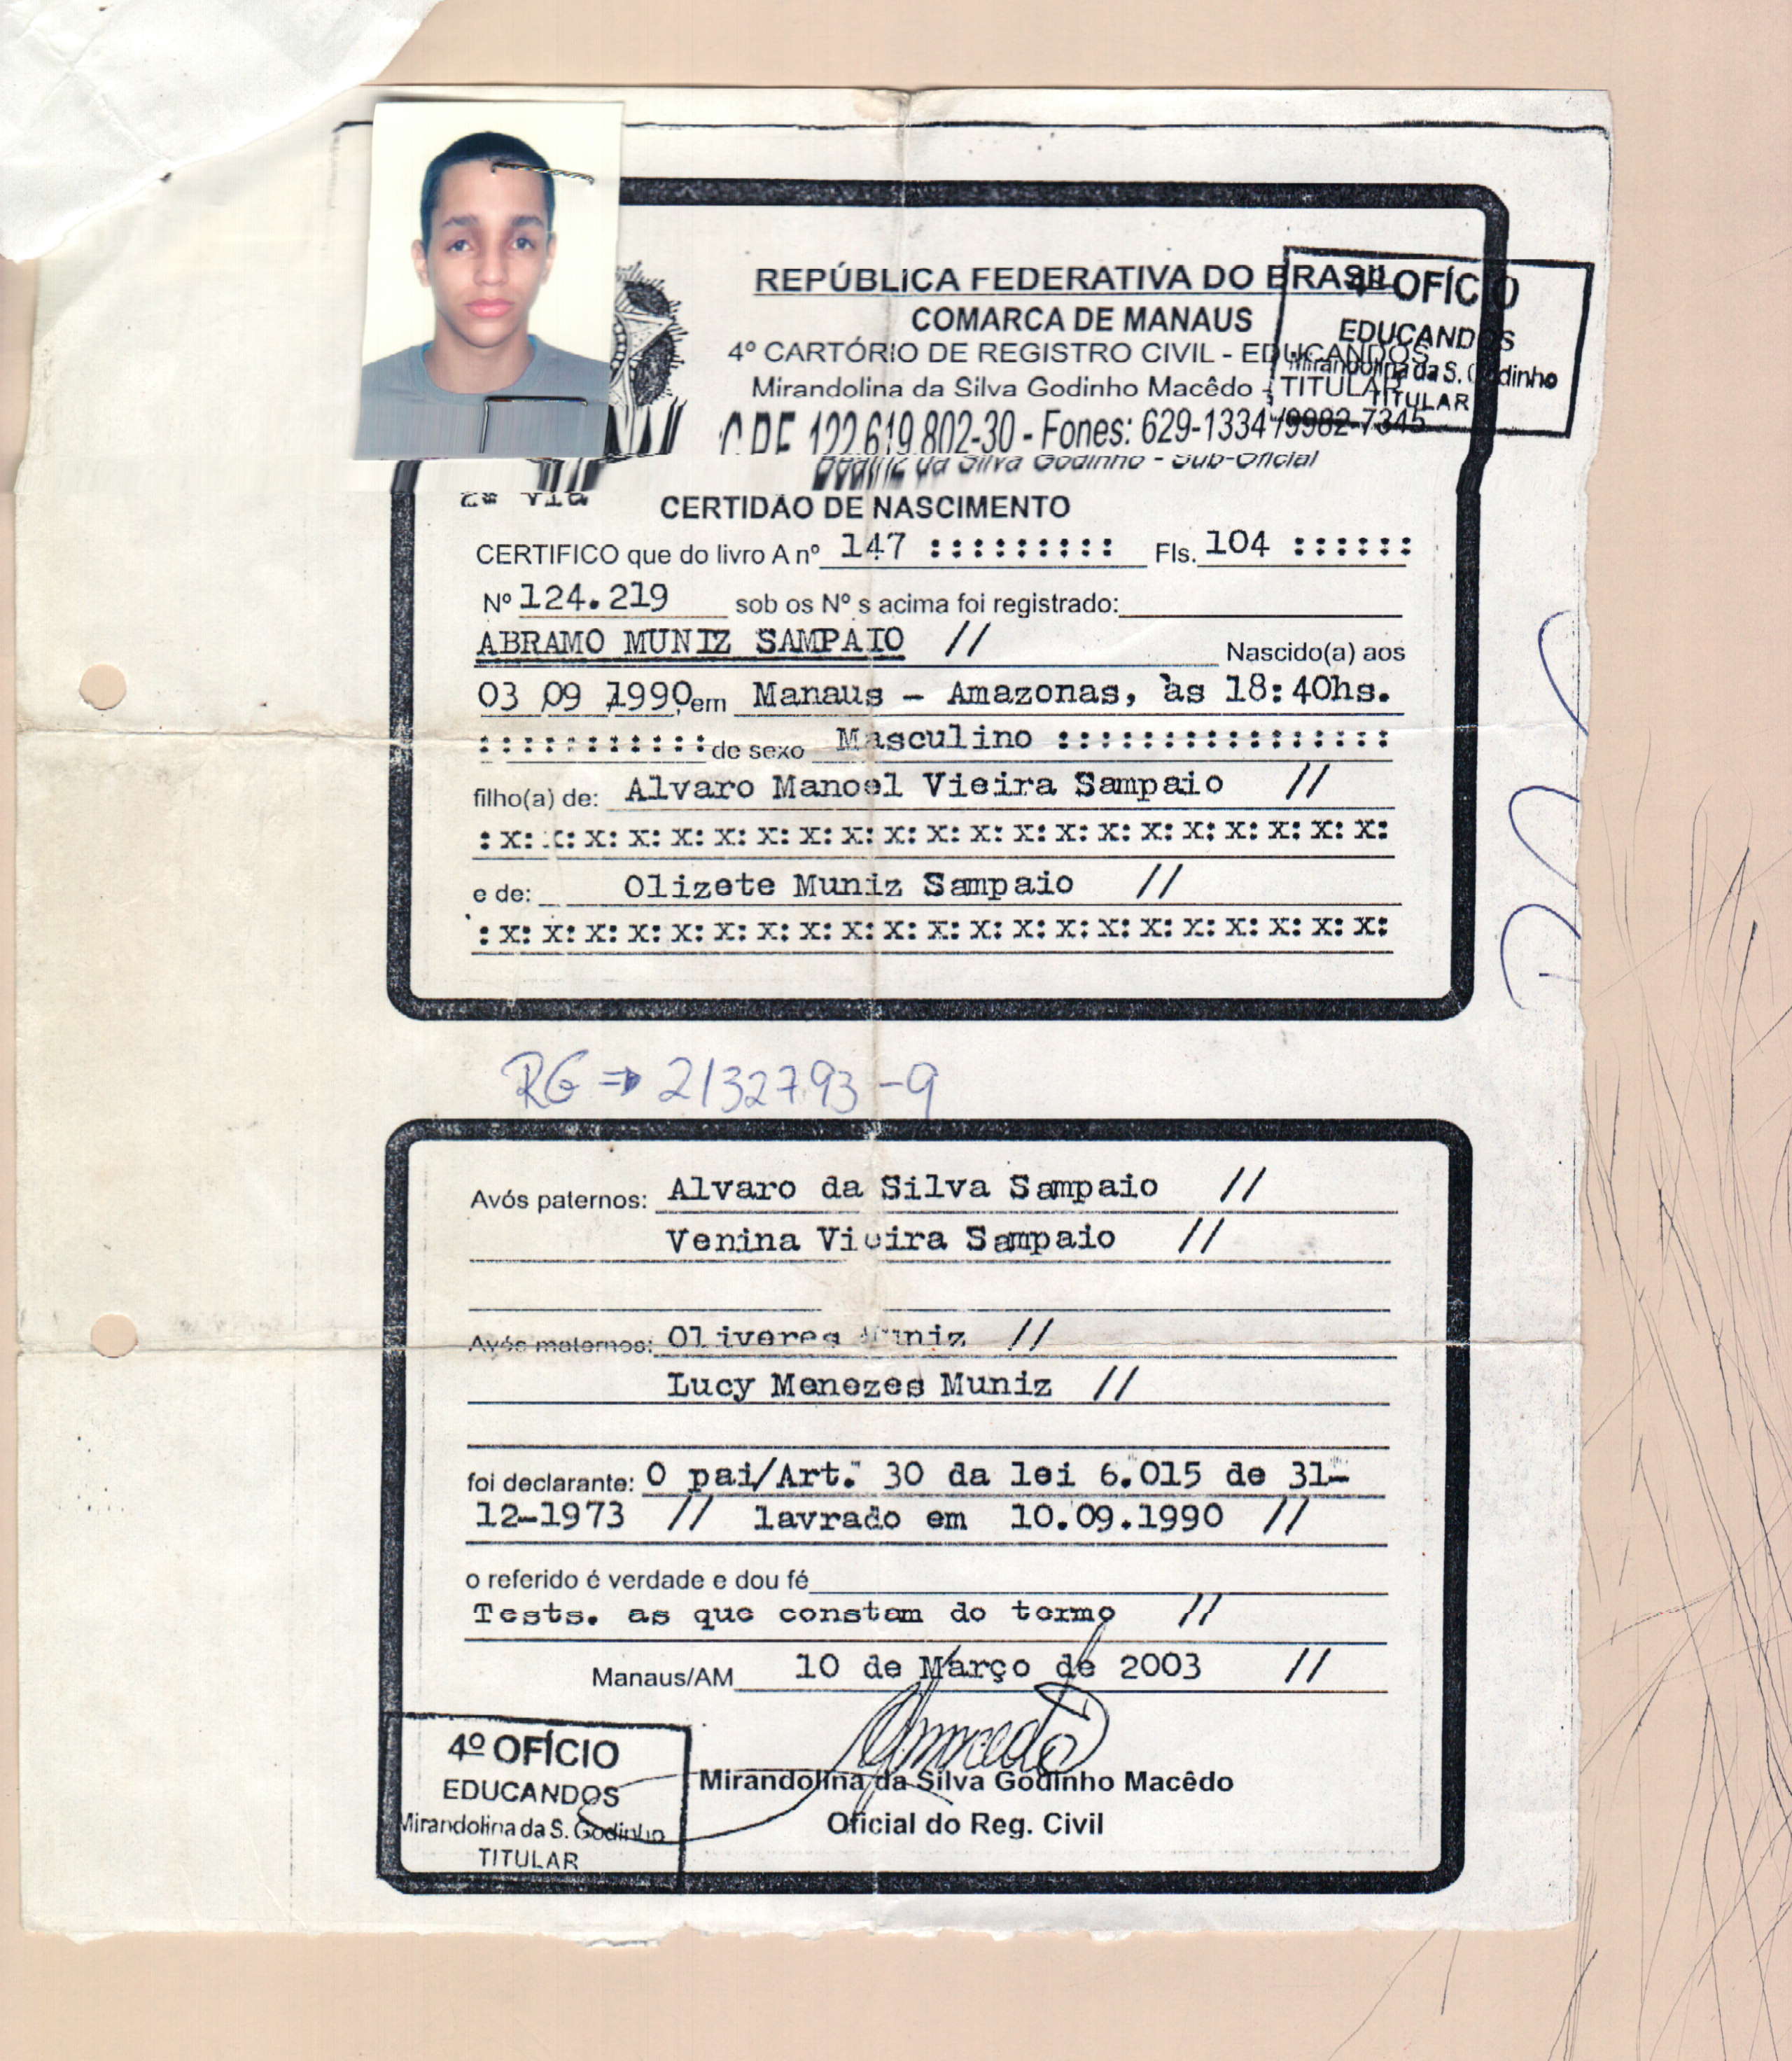 REPÚBLICA FEDERATIVA DO BRASIL
COMARCA DE MANAUS
4º CARTÓRIO DE REGISTRO CIVIL - EDUCANDOS
Mirandolina da Silva Godinho Macêdo - TITULAR
4º OFÍCIO
EDUCANDOS
Mirandolina da S. Godinho
TITULAR
CPF 122.619.802-30 - Fones: 629-1334 /9982-7345
Beatriz da Silva Godinho - Sub-Oficial
2ª Via
CERTIDÃO DE NASCIMENTO
CERTIFICO que do livro A nº 147 ::::::::: Fls. 104 ::::::
Nº 124.219 sob os Nº s acima foi registrado:
ABRAMO MUNIZ SAMPAIO // Nascido(a) aos
03 09 1990 em Manaus - Amazonas, às 18:40hs.
::::::::::: de sexo Masculino ::::::::::::::::
filho(a) de: Alvaro Manoel Vieira Sampaio //
:x: x: x: x: x: x: x: x: x: x: x: x: x: x: x: x: x: x: x: x: x:
e de: Olizete Muniz Sampaio //
:x: x: x: x: x: x: x: x: x: x: x: x: x: x: x: x: x: x: x: x: x:
RG ⇒ 2132793-9
Avós paternos: Alvaro da Silva Sampaio //
Venina Vieira Sampaio //
Avós maternos: Oliveres Muniz //
Lucy Menezes Muniz //
foi declarante: O pai/Art. 30 da lei 6.015 de 31-
12-1973 // lavrado em 10.09.1990 //
o referido é verdade e dou fé
Tests. as que constam do termo //
Manaus/AM 10 de Março de 2003 //
4º OFÍCIO
EDUCANDOS
Mirandolina da S. Godinho
TITULAR
Mirandolina da Silva Godinho Macêdo
Oficial do Reg. Civil